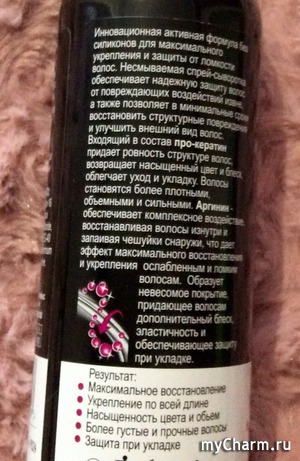 Инновационная активная формула без
силиконов для максимального
укрепления и защиты от ломкости
волос. Несмываемая спрей-сыворотка
обеспечивает надежную защиту волос
от повреждающих воздействий извне,
а также позволяет в минимальные сроки
восстановить структурные повреждения
и улучшить внешний вид волос.
Входящий в состав про-кератин
придает ровность структуре волос,
возвращает насыщенный цвет и блеск,
облегчает уход и укладку. Волосы
становятся более плотными,
объемными и сильными. Аргинин -
обеспечивает комплексное воздействие,
восстанавливая волосы изнутри и
запаивая чешуйки снаружи, что дает
эффект максимального восстановления
и укрепления ослабленным и ломким
волосам. Образует
невесомое покрытие,
придающее волосам
дополнительный блеск,
эластичность и
обеспечивающее защиту
при укладке.
Результат:
• Максимальное восстановление
• Укрепление по всей длине
• Насыщенность цвета и обьем
• Более густые и прочные волосы
• Защита при укладке
myCharm.ru